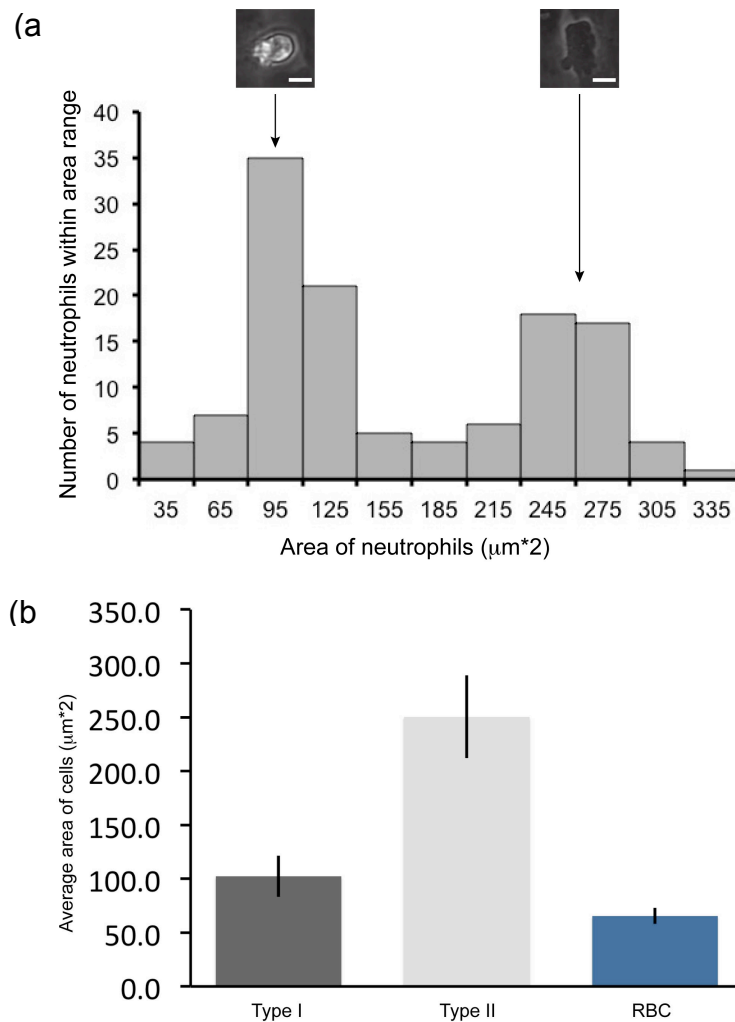 (a
Number of neutrophils within area range
40
35
30
25
20
15
10
5
0
35 65 95 125 155 185 215 245 275 305 335
Area of neutrophils (μm*2)
(b
Average area of cells (μm*2)
350.0
300.0
250.0
200.0
150.0
100.0
50.0
0.0
Type I Type II RBC